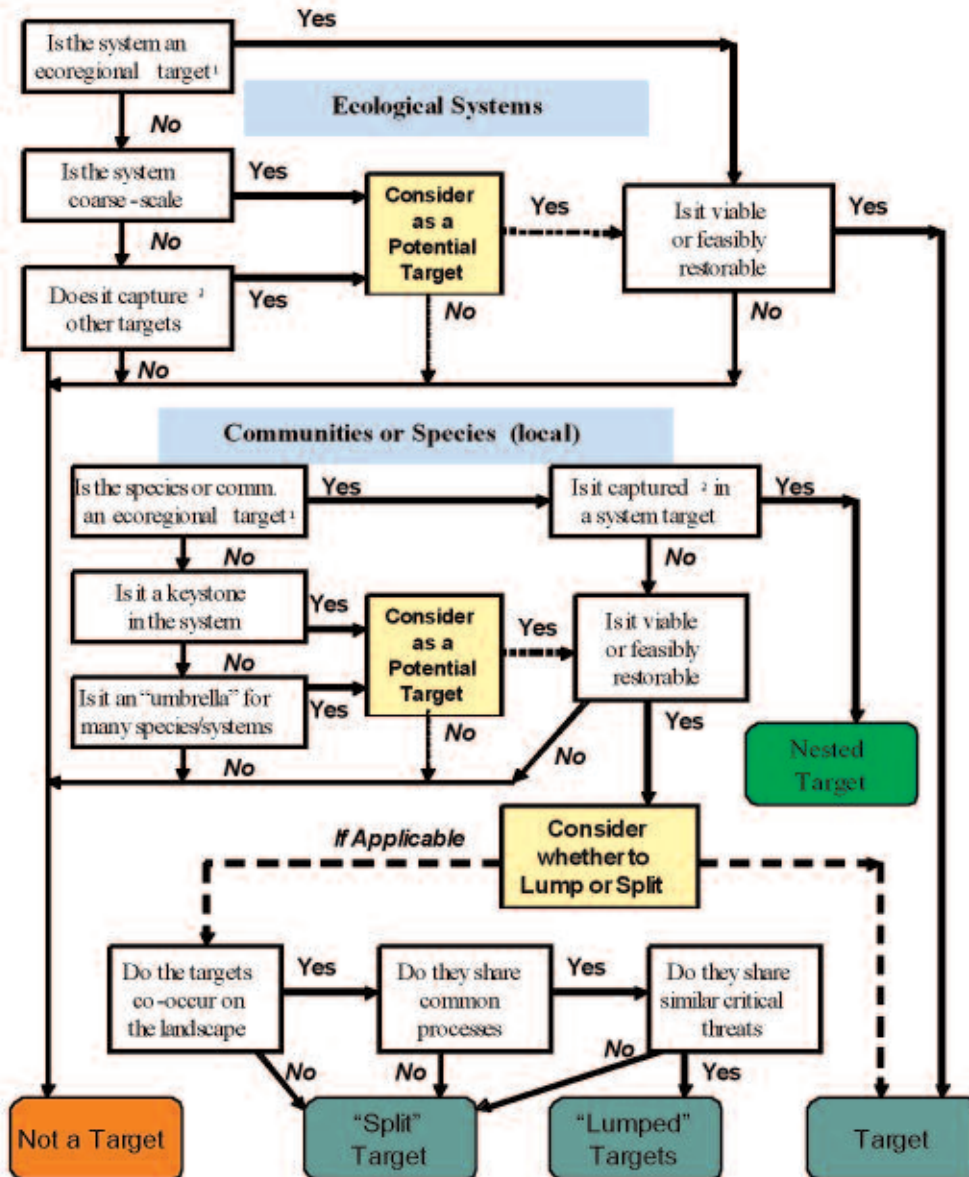 Yes
Is the system an
ecoregional target¹
Ecological Systems
No
Is the system
coarse-scale
Yes
Consider
as a
Potential
Target
Yes
Is it viable
or feasibly
restorable
Yes
No
Does it capture ²
other targets
Yes
No
No
No
Communities or Species (local)
Is the species or comm.
an ecoregional target¹
Yes
Is it captured ² in
a system target
Yes
No
No
Is it a keystone
in the system
Yes
Consider
as a
Potential
Target
Yes
Is it viable
or feasibly
restorable
No
Is it an “umbrella” for
many species/systems
Yes
No
No
No
Yes
Nested
Target
If Applicable
Consider
whether to
Lump or Split
Do the targets
co-occur on
the landscape
Yes
Do they share
common
processes
Yes
Do they share
similar critical
threats
No
No
No
Yes
Not a Target
“Split”
Target
“Lumped”
Targets
Target